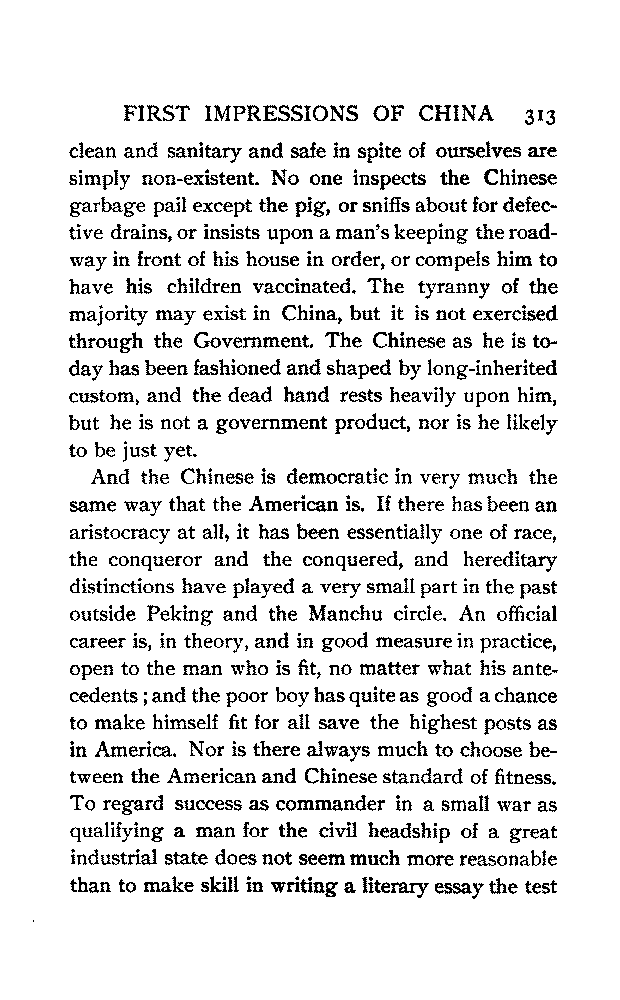 FIRST IMPRESSIONS OF CHINA 313
clean and sanitary and safe in spite of ourselves are
simply non-existent. No one inspects the Chinese
garbage pail except the pig, or sniffs about for defec-
tive drains, or insists upon a man's keeping the road-
way in front of his house in order, or compels him to
have his children vaccinated. The tyranny of the
majority may exist in China, but it is not exercised
through the Government. The Chinese as he is to-
day has been fashioned and shaped by long-inherited
custom, and the dead hand rests heavily upon him,
but he is not a government product, nor is he likely
to be just yet.
And the Chinese is democratic in very much the
same way that the American is. If there has been an
aristocracy at all, it has been essentially one of race,
the conqueror and the conquered, and hereditary
distinctions have played a very small part in the past
outside Peking and the Manchu circle. An official
career is, in theory, and in good measure in practice,
open to the man who is fit, no matter what his ante-
cedents ; and the poor boy has quite as good a chance
to make himself fit for all save the highest posts as
in America. Nor is there always much to choose be-
tween the American and Chinese standard of fitness.
To regard success as commander in a small war as
qualifying a man for the civil headship of a great
industrial state does not seem much more reasonable
than to make skill in writing a literary essay the test